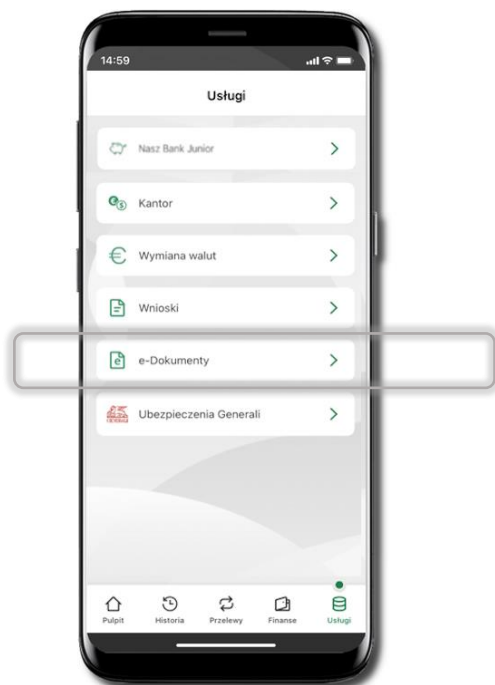 14:59
Usługi
Nasz Bank Junior
Kantor
Wymiana walut
Wnioski
e-Dokumenty
Ubezpieczenia Generali
Pulpit Historia Przelewy Finanse Usługi